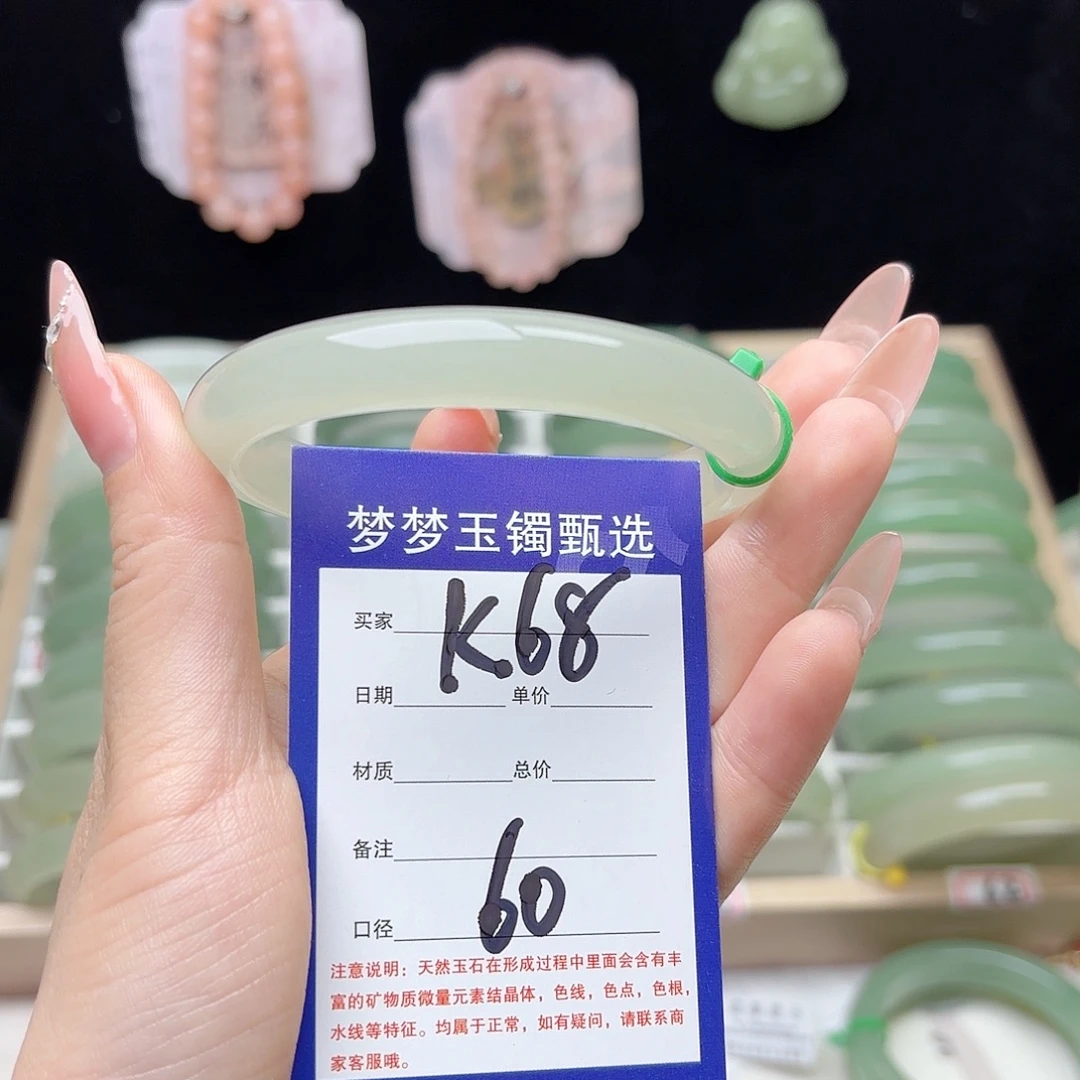 梦梦玉镯甄选
买家 K68
日期 单价
材质 总价
备注
口径 60
注意说明：天然玉石在形成过程中里面会含有丰
富的矿物质微量元素结晶体，色线，色点，色根，
水线等特征。均属于正常，如有疑问，请联系商
家客服哦。